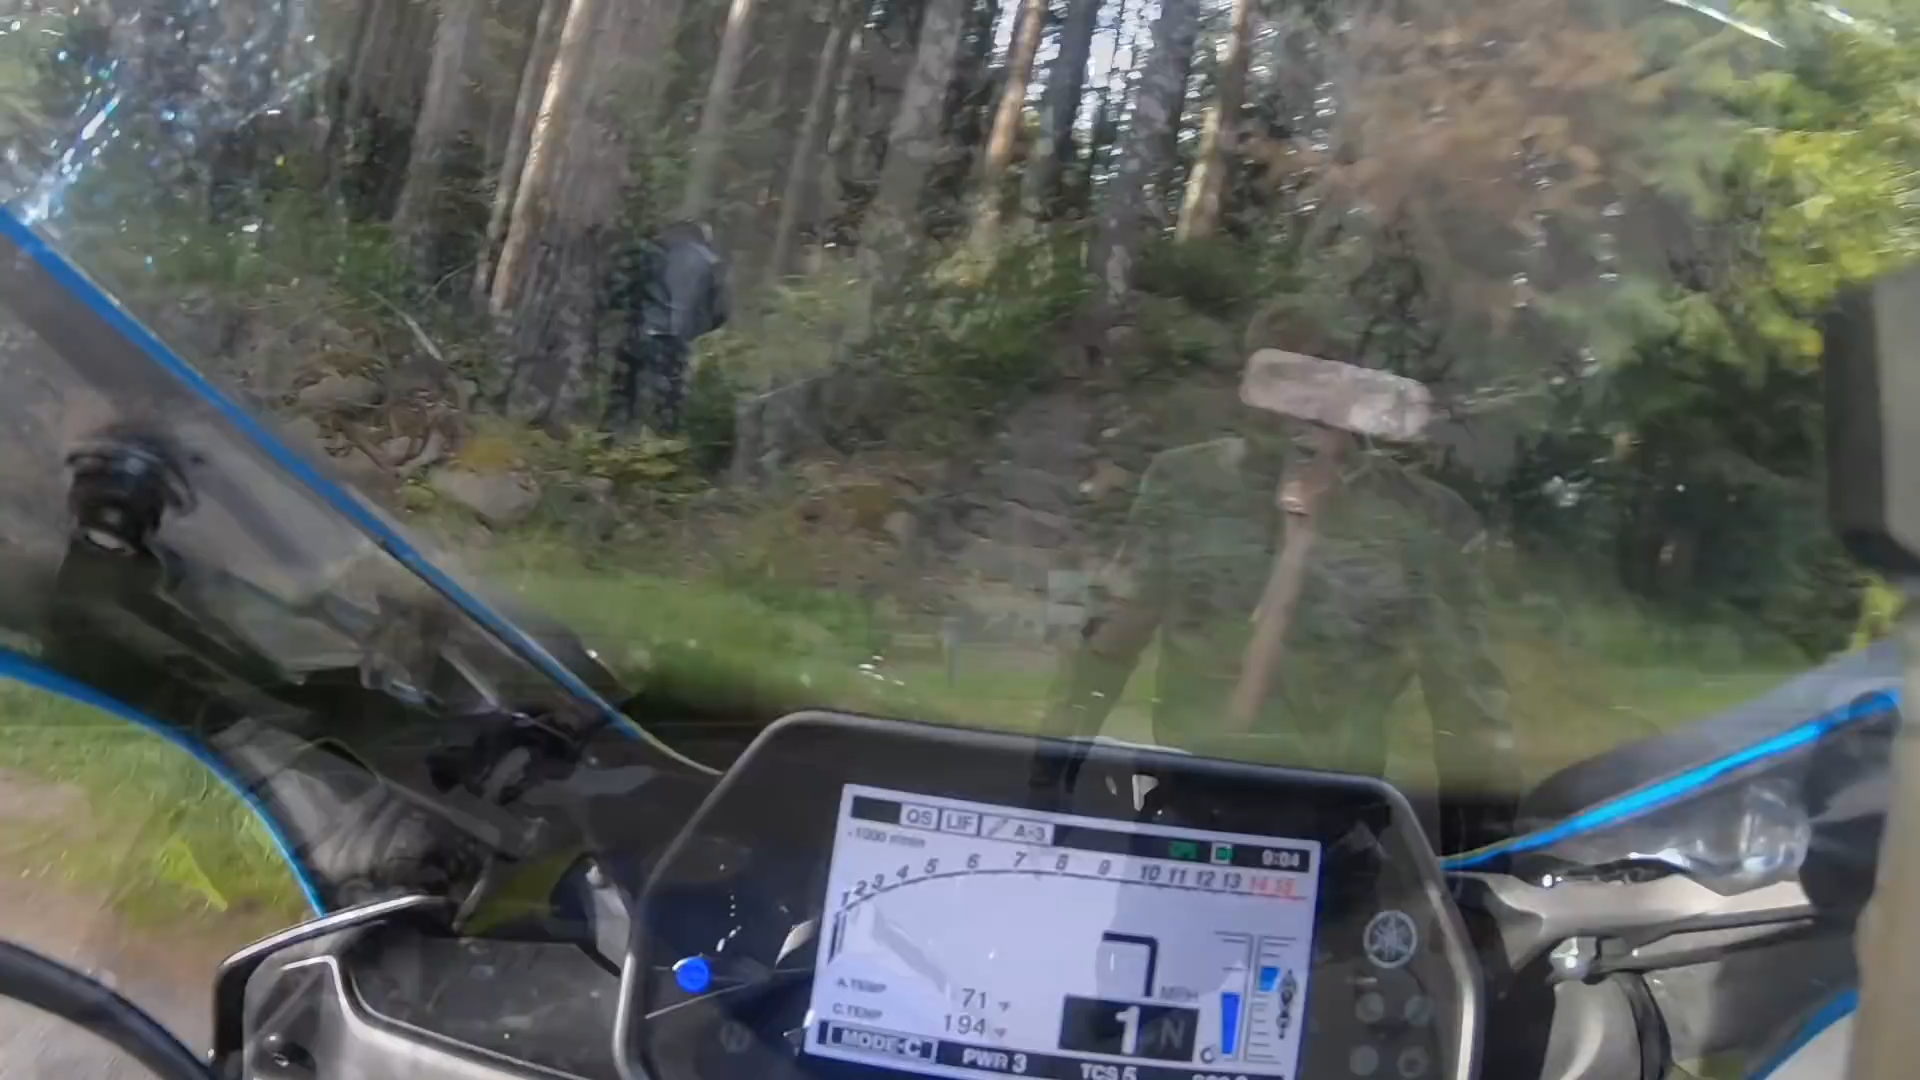 QS LIF A-3 9:04
·1000 r/min
1 2 3 4 5 6 7 8 9 10 11 12 13 14 15
MPH
A.TEMP 71 °F
C.TEMP 194 °F
1 N
MODE-C PWR 3 TCS 5